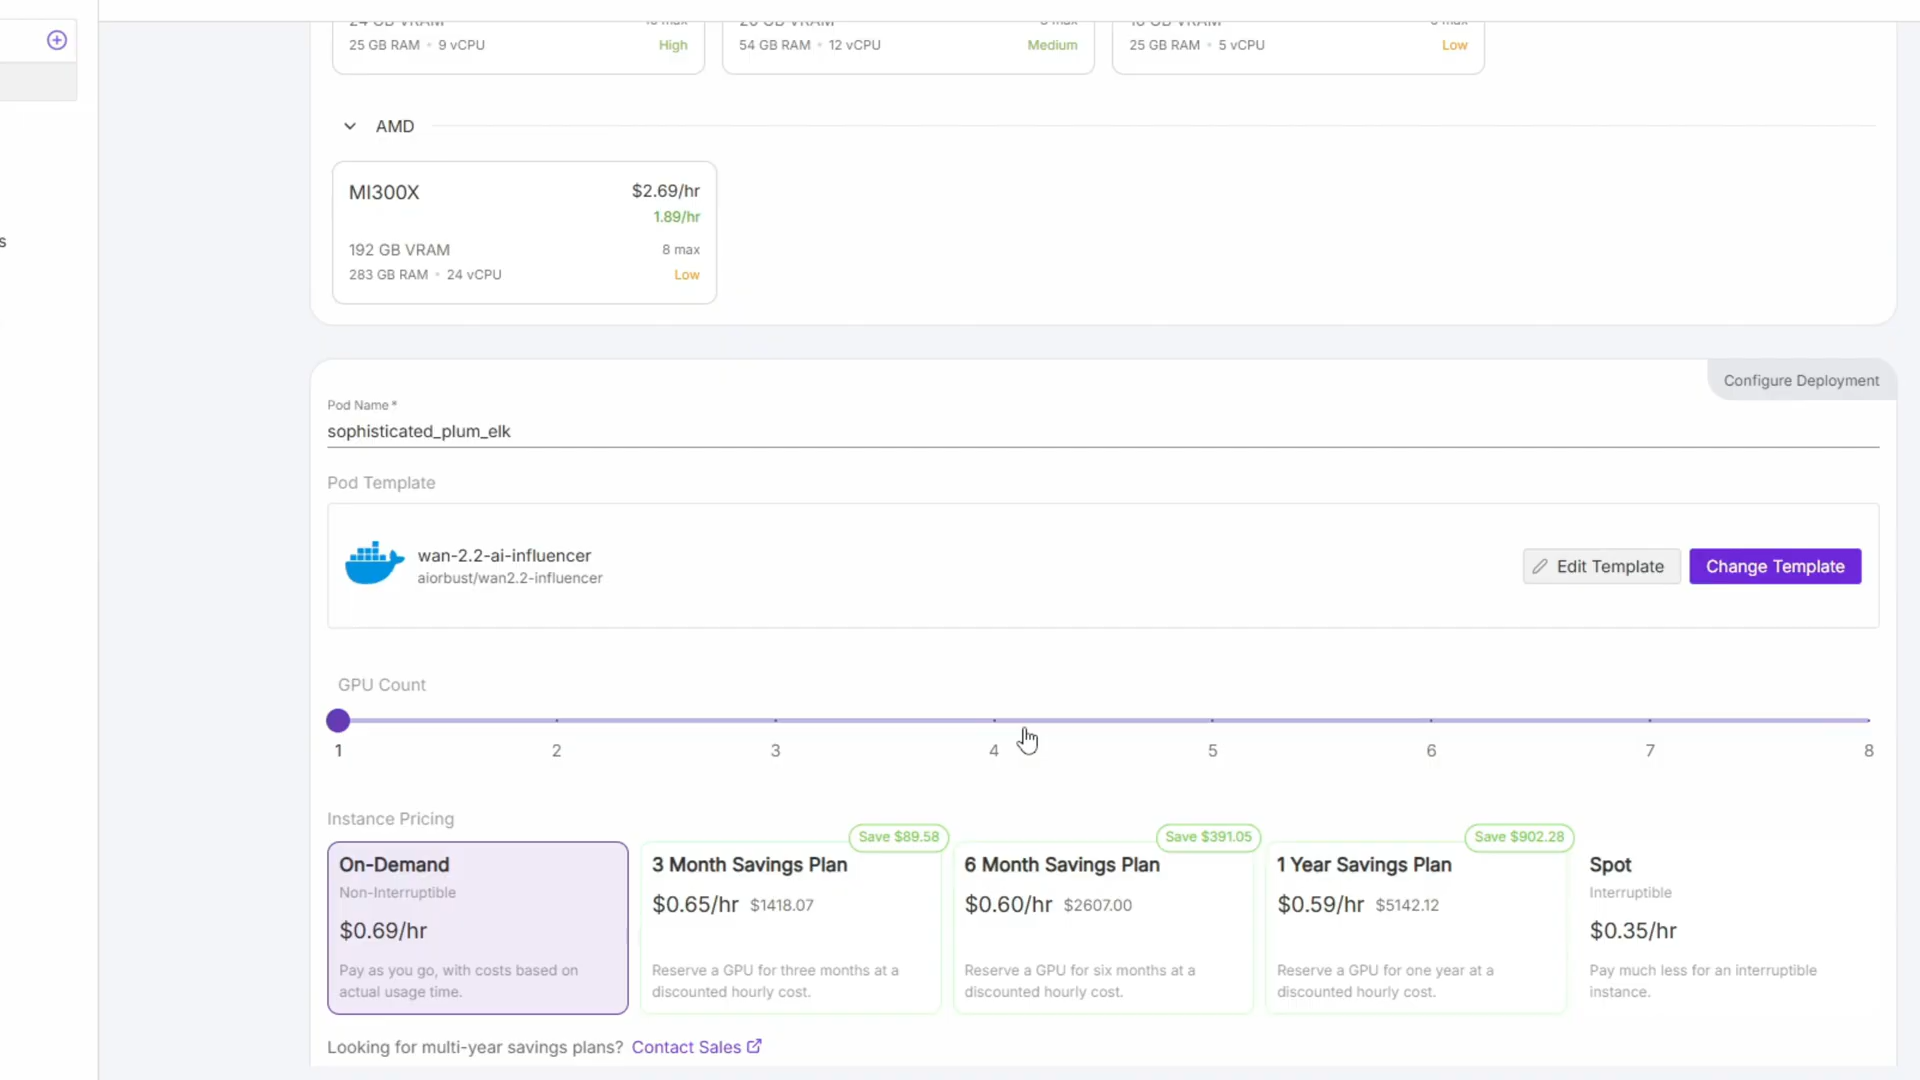 24 GB VRAM
25 GB RAM • 9 vCPU High
54 GB RAM • 12 vCPU Medium
25 GB RAM • 5 vCPU Low
AMD
MI300X $2.69/hr
1.89/hr
192 GB VRAM 8 max
283 GB RAM • 24 vCPU Low
Configure Deployment
Pod Name *
sophisticated_plum_elk
Pod Template
wan-2.2-ai-influencer
aiorbust/wan2.2-influencer
Edit Template
Change Template
GPU Count
1 2 3 4 5 6 7 8
Instance Pricing
On-Demand
Non-Interruptible
$0.69/hr
Pay as you go, with costs based on
actual usage time.
Save $89.58
3 Month Savings Plan
$0.65/hr $1418.07
Reserve a GPU for three months at a
discounted hourly cost.
Save $391.05
6 Month Savings Plan
$0.60/hr $2607.00
Reserve a GPU for six months at a
discounted hourly cost.
Save $902.28
1 Year Savings Plan
$0.59/hr $5142.12
Reserve a GPU for one year at a
discounted hourly cost.
Spot
Interruptible
$0.35/hr
Pay much less for an interruptible
instance.
Looking for multi-year savings plans? Contact Sales